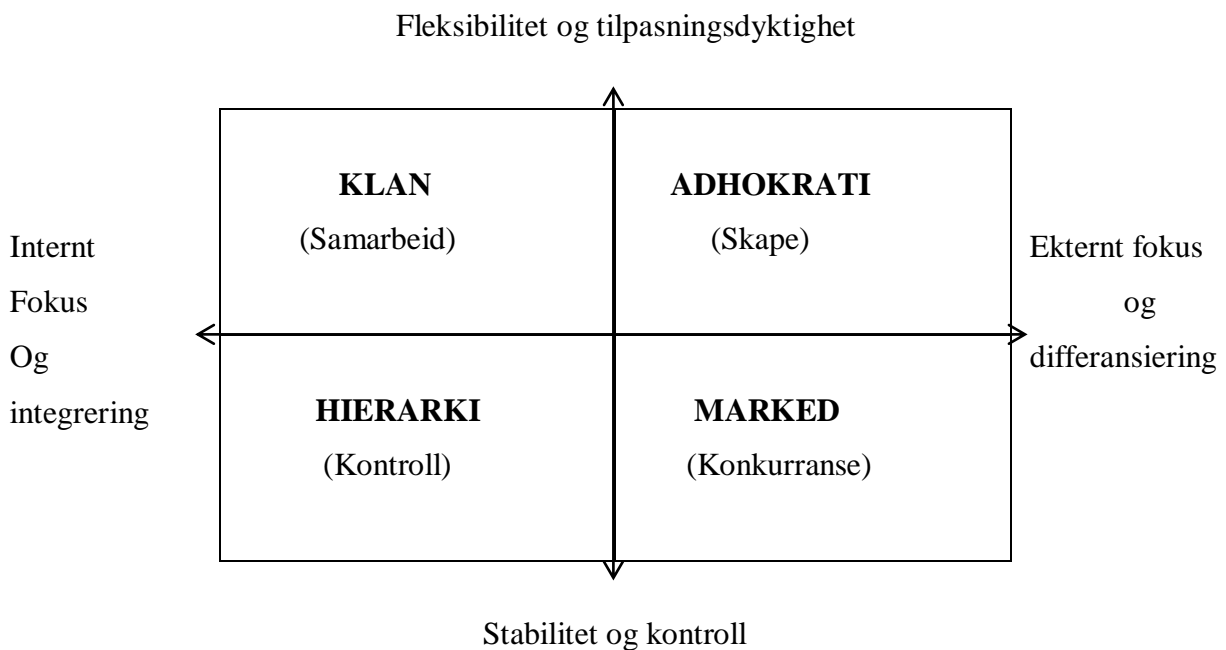 Fleksibilitet og tilpasningsdyktighet
KLAN
(Samarbeid)
ADHOKRATI
(Skape)
Internt
Fokus
Og
integrering
Ekternt fokus
og
differansiering
HIERARKI
(Kontroll)
MARKED
(Konkurranse)
Stabilitet og kontroll